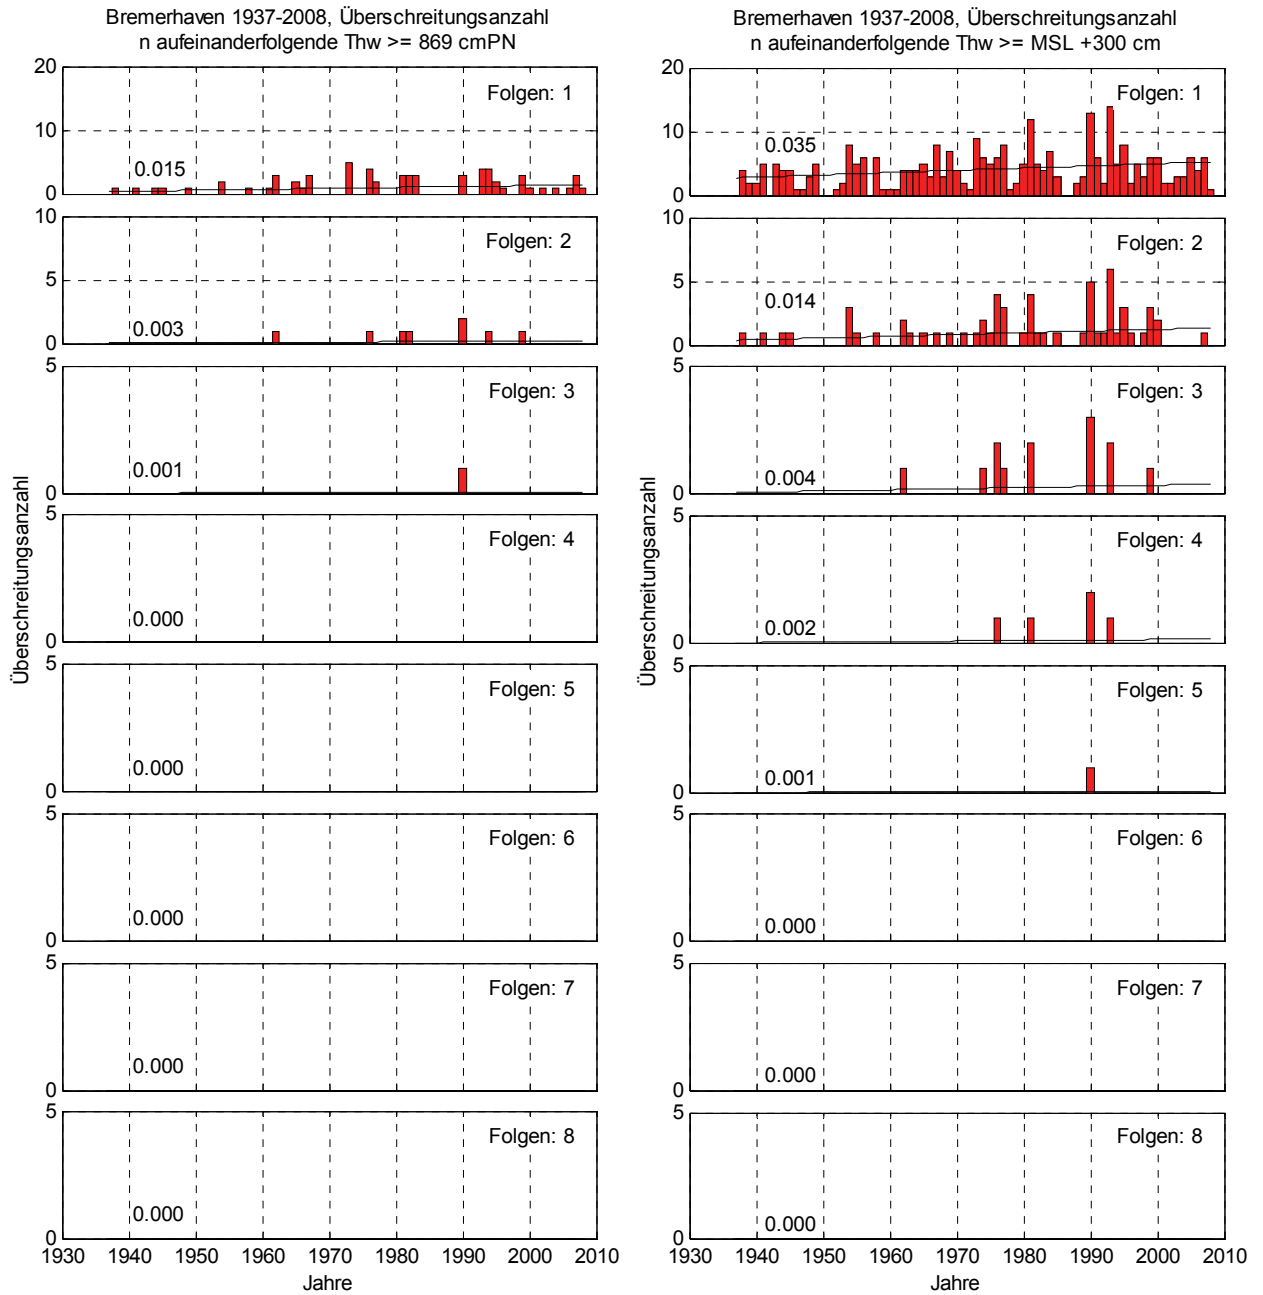 Bremerhaven 1937-2008, Überschreitungsanzahl
n aufeinanderfolgende Thw >= 869 cmPN
20
10
0
Folgen: 1
0.015
10
5
0
Folgen: 2
0.003
5
0
Folgen: 3
0.001
5
0
Folgen: 4
0.000
5
0
Folgen: 5
0.000
5
0
Folgen: 6
0.000
5
0
Folgen: 7
0.000
5
0
Folgen: 8
0.000
Überschreitungsanzahl
1930 1940 1950 1960 1970 1980 1990 2000 2010
Jahre
Bremerhaven 1937-2008, Überschreitungsanzahl
n aufeinanderfolgende Thw >= MSL +300 cm
20
10
0
Folgen: 1
0.035
10
5
0
Folgen: 2
0.014
5
0
Folgen: 3
0.004
5
0
Folgen: 4
0.002
5
0
Folgen: 5
0.001
5
0
Folgen: 6
0.000
5
0
Folgen: 7
0.000
5
0
Folgen: 8
0.000
Überschreitungsanzahl
1930 1940 1950 1960 1970 1980 1990 2000 2010
Jahre